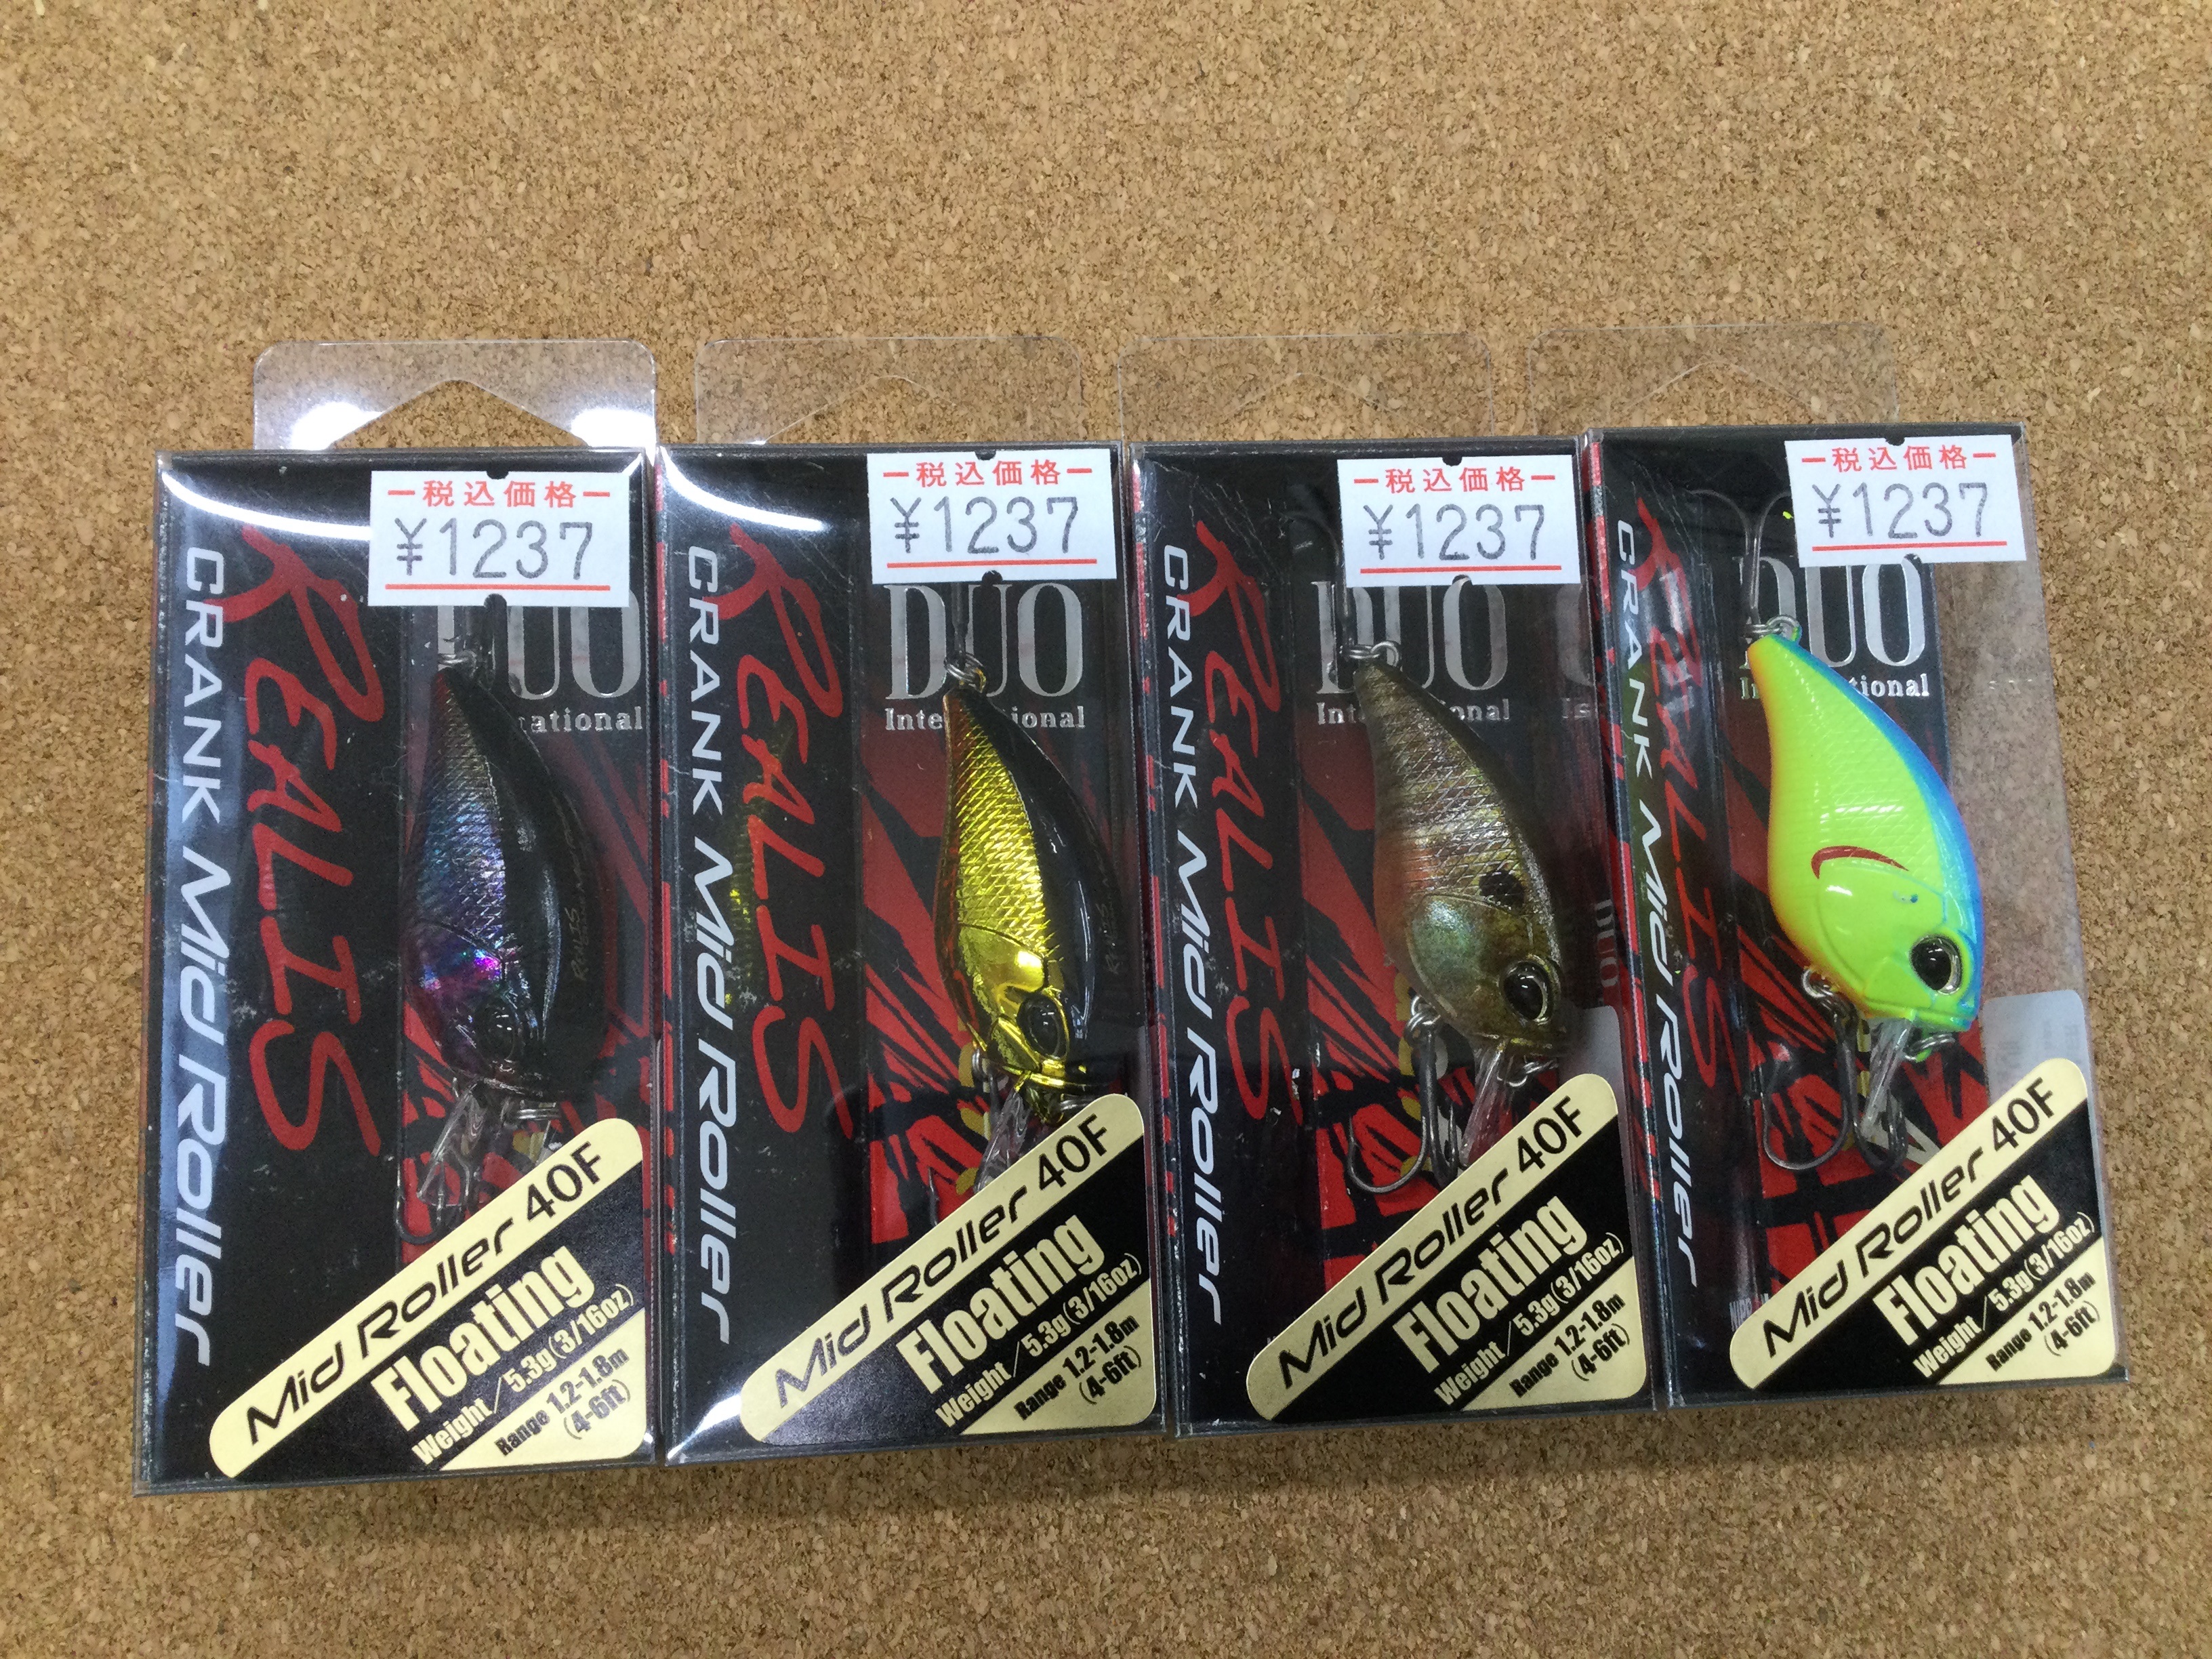 税込価格
¥1237
REALIS
CRANK Mid Roller
DUO
International
Mid Roller 40F
Floating
Weight/5.3g(3/16oz)
Range 1.2-1.8m
(4-6ft)
税込価格
¥1237
REALIS
CRANK Mid Roller
DUO
International
Mid Roller 40F
Floating
Weight/5.3g(3/16oz)
Range 1.2-1.8m
(4-6ft)
税込価格
¥1237
REALIS
CRANK Mid Roller
DUO
International
Mid Roller 40F
Floating
Weight/5.3g(3/16oz)
Range 1.2-1.8m
(4-6ft)
税込価格
¥1237
REALIS
CRANK Mid Roller
DUO
International
Mid Roller 40F
Floating
Weight/5.3g(3/16oz)
Range 1.2-1.8m
(4-6ft)